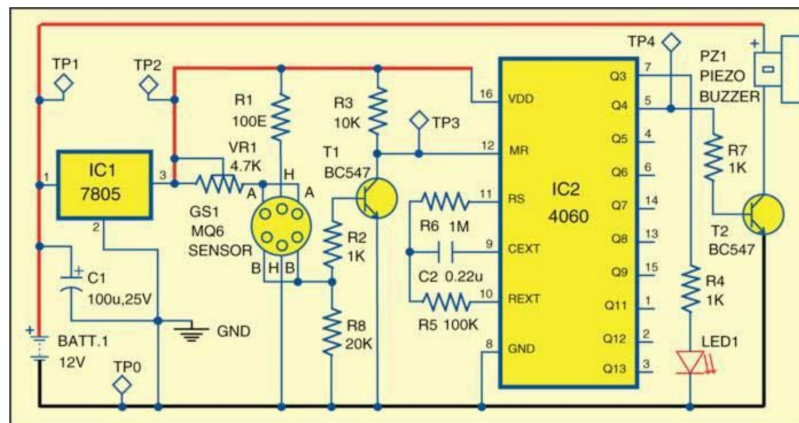 TP1
TP2
TP4
PZ1
PIEZO
BUZZER
+
R1
100E
R3
10K
TP3
16
VDD
Q3
7
Q4
5
Q5
4
Q6
6
Q7
14
Q8
13
Q9
15
Q11
1
Q12
2
Q13
3
12
MR
11
RS
9
CEXT
10
REXT
8
GND
IC2
4060
R7
1K
T2
BC547
R4
1K
LED1
IC1
7805
1
3
2
VR1
4.7K
H
A
A
GS1
MQ6
SENSOR
B
H
B
T1
BC547
R2
1K
R8
20K
R6 1M
C2 0.22u
R5 100K
+
C1
100u,25V
GND
+
BATT.1
12V
TP0